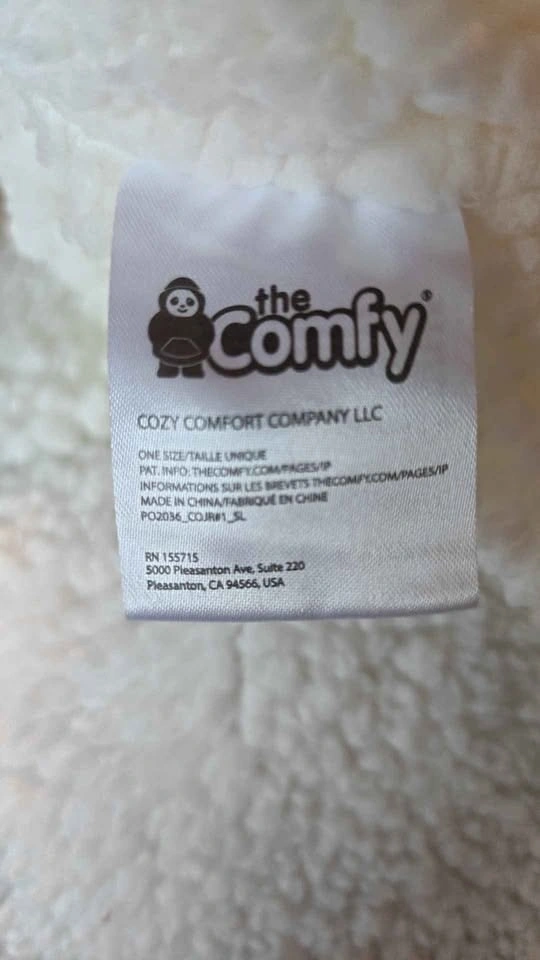 the
Comfy®
COZY COMFORT COMPANY LLC
ONE SIZE/TAILLE UNIQUE
PAT. INFO: THECOMFY.COM/PAGES/IP
INFORMATIONS SUR LES BREVETS THECOMFY.COM/PAGES/IP
MADE IN CHINA/FABRIQUÉ EN CHINE
PO2036_COJR#1_SL
RN 155715
5000 Pleasanton Ave, Suite 220
Pleasanton, CA 94566, USA